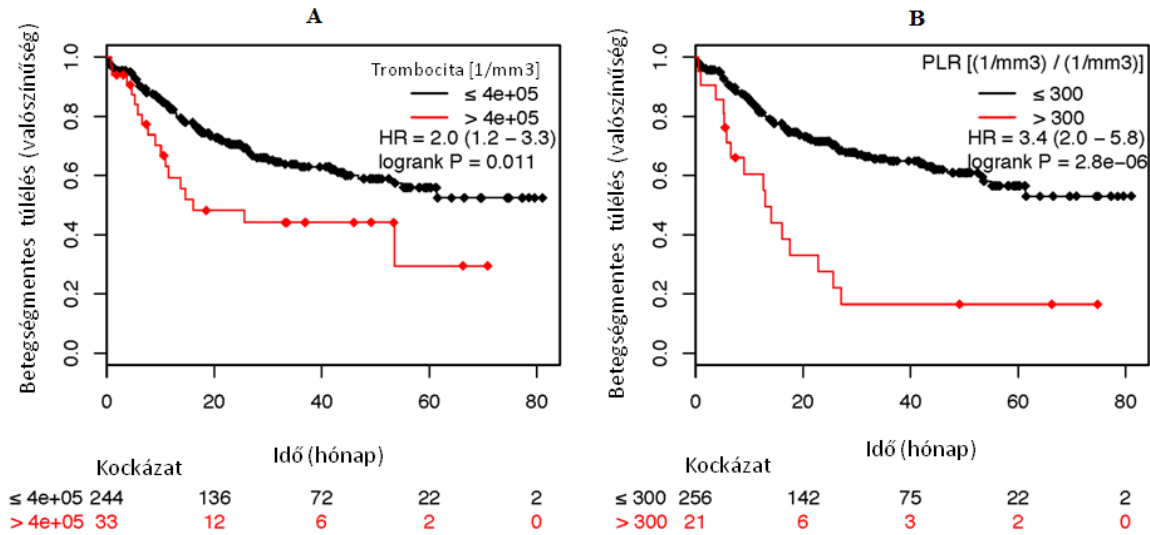 A
Betegségmentes túlélés (valószínűség)
1.0
0.8
0.6
0.4
0.2
0.0
Trombocita [1/mm3]
≤ 4e+05
> 4e+05
HR = 2.0 (1.2 – 3.3)
logrank P = 0.011
0 20 40 60 80
Idő (hónap)
Kockázat
≤ 4e+05 244 136 72 22 2
> 4e+05 33 12 6 2 0
B
Betegségmentes túlélés (valószínűség)
1.0
0.8
0.6
0.4
0.2
0.0
PLR [(1/mm3) / (1/mm3)]
≤ 300
> 300
HR = 3.4 (2.0 – 5.8)
logrank P = 2.8e−06
0 20 40 60 80
Idő (hónap)
Kockázat
≤ 300 256 142 75 22 2
> 300 21 6 3 2 0